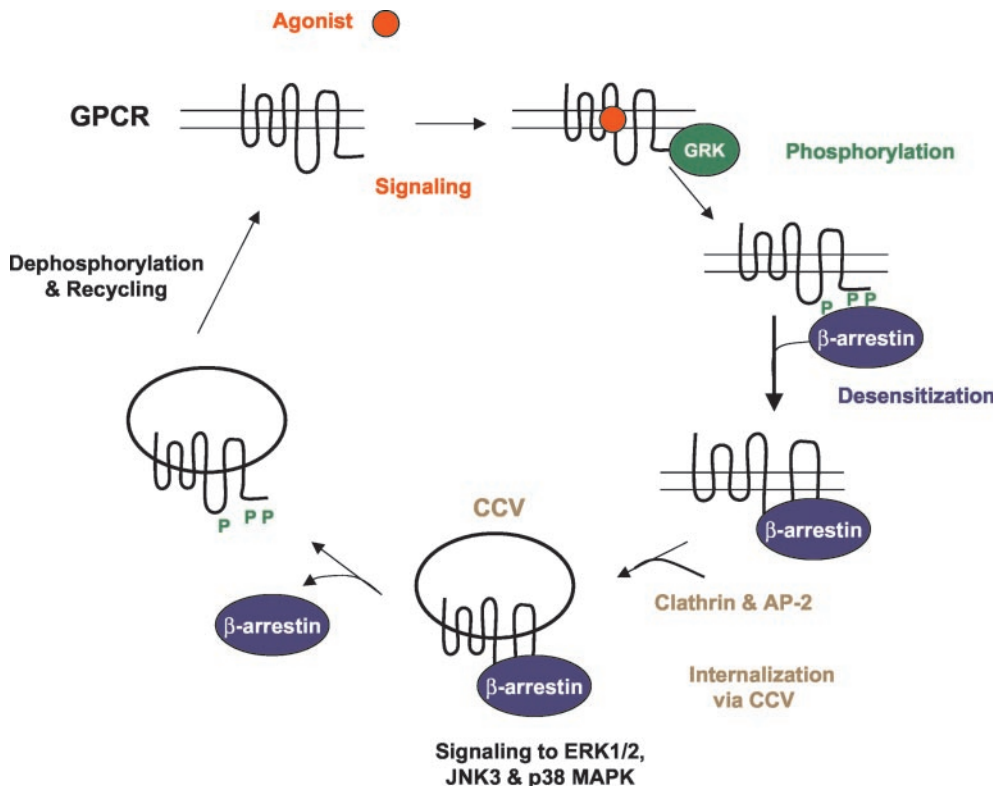 Agonist
GPCR
GRK
Phosphorylation
Signaling
Dephosphorylation
& Recycling
P P P
β-arrestin
Desensitization
β-arrestin
Clathrin & AP-2
Internalization
via CCV
CCV
β-arrestin
Signaling to ERK1/2,
JNK3 & p38 MAPK
P P P
β-arrestin